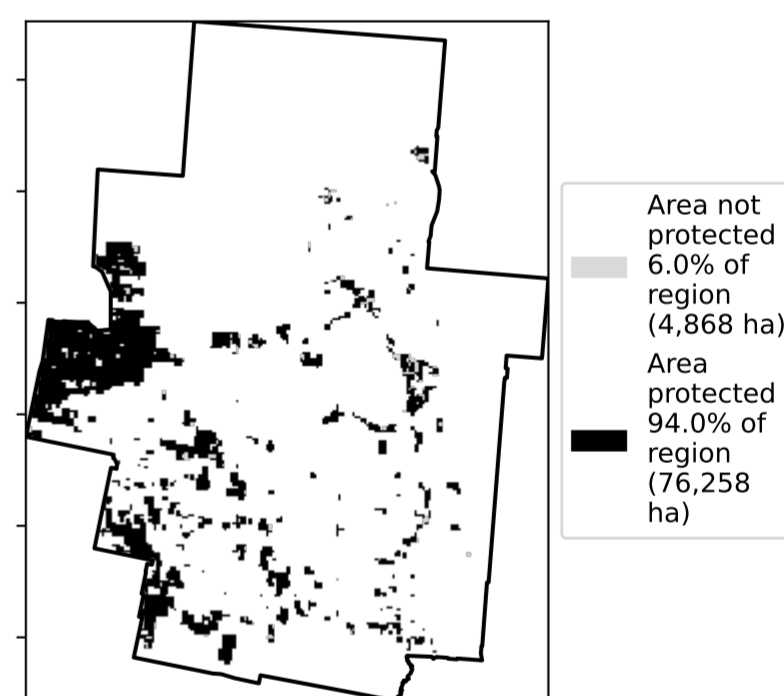 Area not
protected
6.0% of
region
(4,868 ha)
Area
protected
94.0% of
region
(76,258
ha)